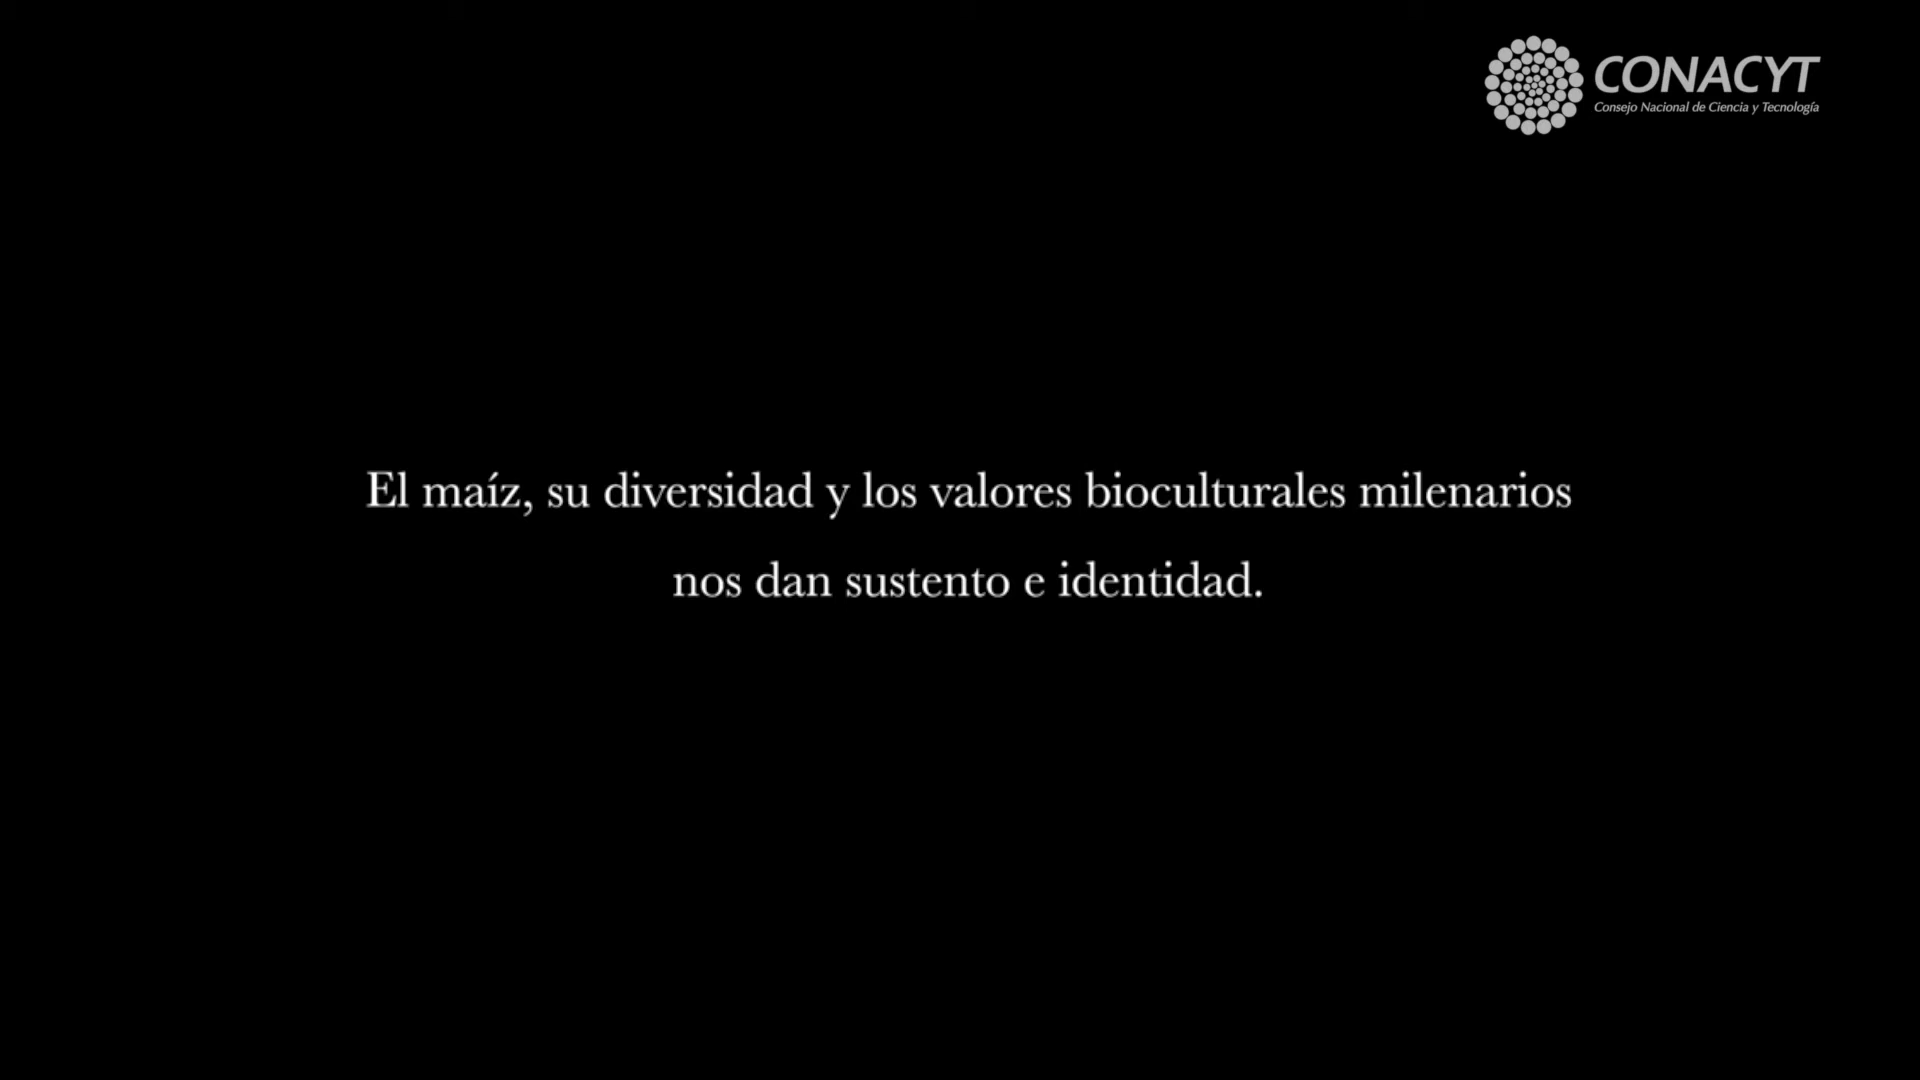 CONACYT
Consejo Nacional de Ciencia y Tecnología
El maíz, su diversidad y los valores bioculturales milenarios
nos dan sustento e identidad.